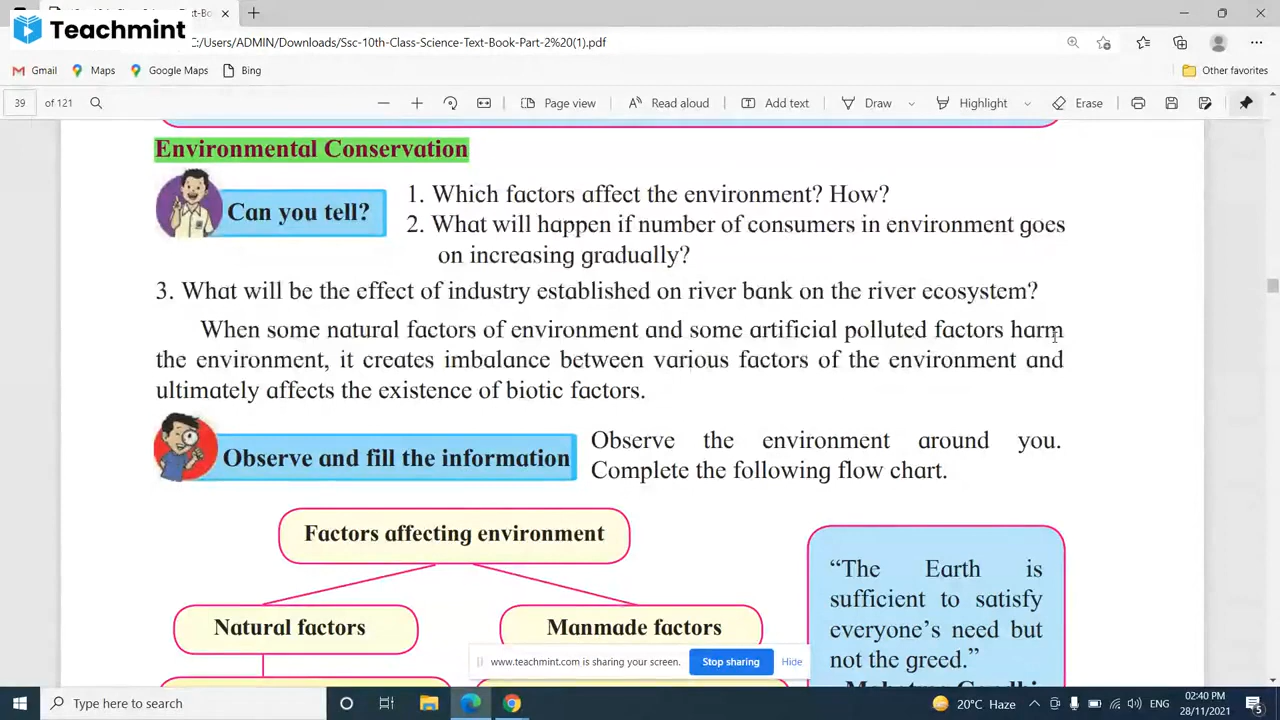 Teachmint
C:/Users/ADMIN/Downloads/Ssc-10th-Class-Science-Text-Book-Part-2%20(1).pdf
Gmail
Maps
Google Maps
Bing
Other favorites
39 of 121
Page view
Read aloud
Add text
Draw
Highlight
Erase
Environmental Conservation
Can you tell?
1. Which factors affect the environment? How?
2. What will happen if number of consumers in environment goes
on increasing gradually?
3. What will be the effect of industry established on river bank on the river ecosystem?
When some natural factors of environment and some artificial polluted factors harm
the environment, it creates imbalance between various factors of the environment and
ultimately affects the existence of biotic factors.
Observe and fill the information
Observe the environment around you.
Complete the following flow chart.
Factors affecting environment
Natural factors
Manmade factors
“The Earth is
sufficient to satisfy
everyone’s need but
not the greed.”
www.teachmint.com is sharing your screen.
Stop sharing
Hide
Type here to search
20°C Haze
02:40 PM
28/11/2021